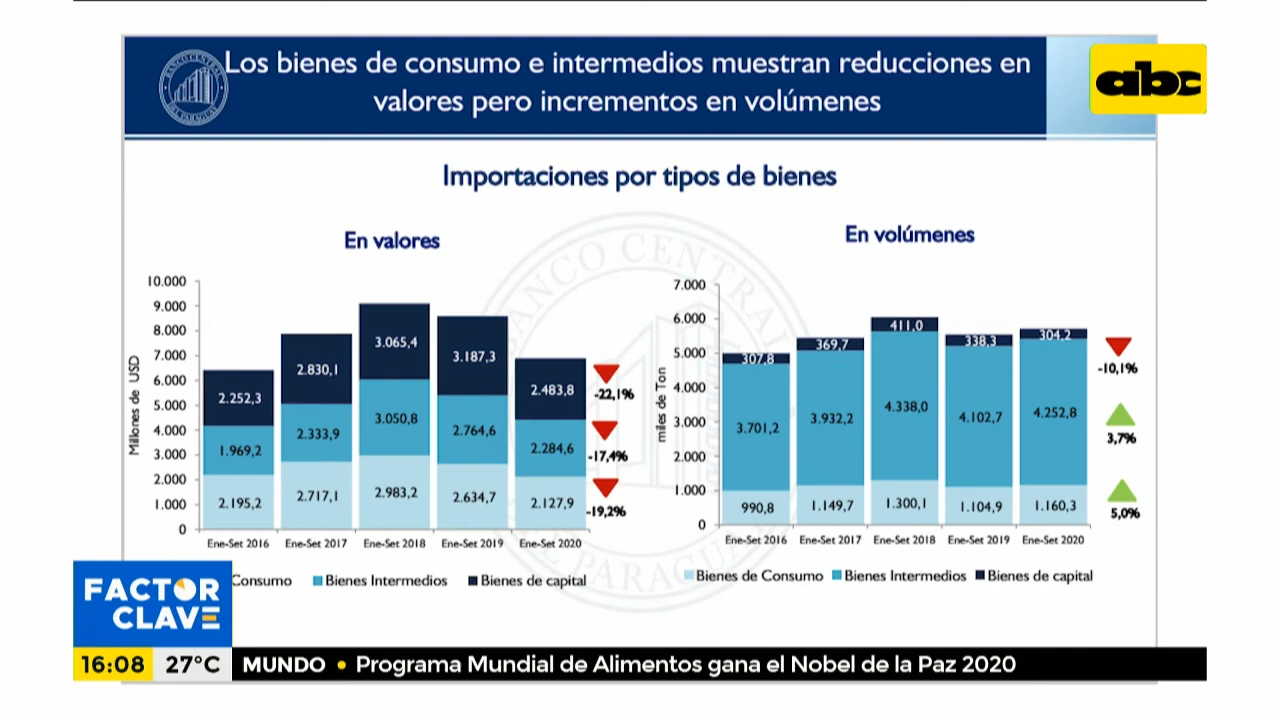 Los bienes de consumo e intermedios muestran reducciones en
valores pero incrementos en volúmenes
BANCO CENTRAL
DEL PARAGUAY
abc
Importaciones por tipos de bienes
En valores
Millones de USD
10.000
9.000
8.000
7.000
6.000
5.000
4.000
3.000
2.000
1.000
0
2.252,3
1.969,2
2.195,2
2.830,1
2.333,9
2.717,1
3.065,4
3.050,8
2.983,2
3.187,3
2.764,6
2.634,7
2.483,8
2.284,6
2.127,9
-22,1%
-17,4%
-19,2%
Ene-Set 2016 Ene-Set 2017 Ene-Set 2018 Ene-Set 2019 Ene-Set 2020
Consumo Bienes Intermedios Bienes de capital
En volúmenes
miles de Ton
7.000
6.000
5.000
4.000
3.000
2.000
1.000
0
307,8
3.701,2
990,8
369,7
3.932,2
1.149,7
411,0
4.338,0
1.300,1
338,3
4.102,7
1.104,9
304,2
4.252,8
1.160,3
-10,1%
3,7%
5,0%
Ene-Set 2016 Ene-Set 2017 Ene-Set 2018 Ene-Set 2019 Ene-Set 2020
Bienes de Consumo Bienes Intermedios Bienes de capital
BANCO CENTRAL
PARAGUA
FACTOR
CLAVE
16:08 27°C MUNDO • Programa Mundial de Alimentos gana el Nobel de la Paz 2020